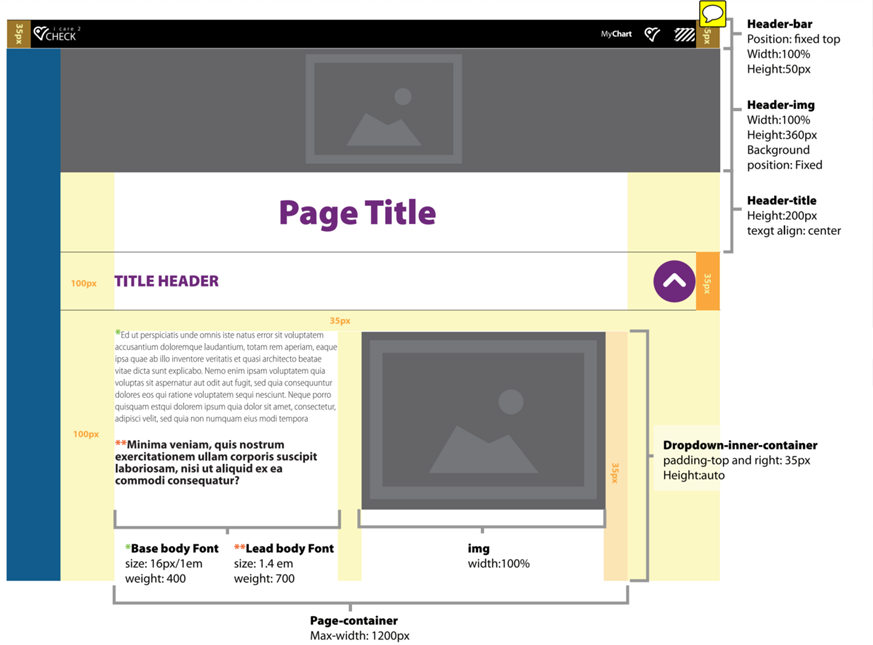 35px
i care 2
CHECK
MyChart
5px
Header-bar
Position: fixed top
Width:100%
Height:50px
Header-img
Width:100%
Height:360px
Background
position: Fixed
Page Title
Header-Title
Height:200px
texgt align: center
100px
TITLE HEADER
35px
35px
*Ed ut perspiciatis unde omnis iste natus error sit voluptatem
accusantium doloremque laudantium, totam rem aperiam, eaque
ipsa quae ab illo inventore veritatis et quasi architecto beatae
vitae dicta sunt explicabo. Nemo enim ipsam voluptatem quia
voluptas sit aspernatur aut odit aut fugit, sed quia consequuntur
dolores eos qui ratione voluptatem sequi nesciunt. Neque porro
quisquam estqui dolorem ipsum quia dolor sit amet, consectetur,
adipisci velit, sed quia non numquam eius modi tempora
100px
**Minima veniam, quis nostrum
exercitationem ullam corporis suscipit
laboriosam, nisi ut aliquid ex ea
commodi consequatur?
35px
Dropdown-inner-container
padding-top and right: 35px
Height:auto
*Base body Font
size: 16px/1em
weight: 400
**Lead body Font
size: 1.4 em
weight: 700
img
width:100%
Page-container
Max-width: 1200px